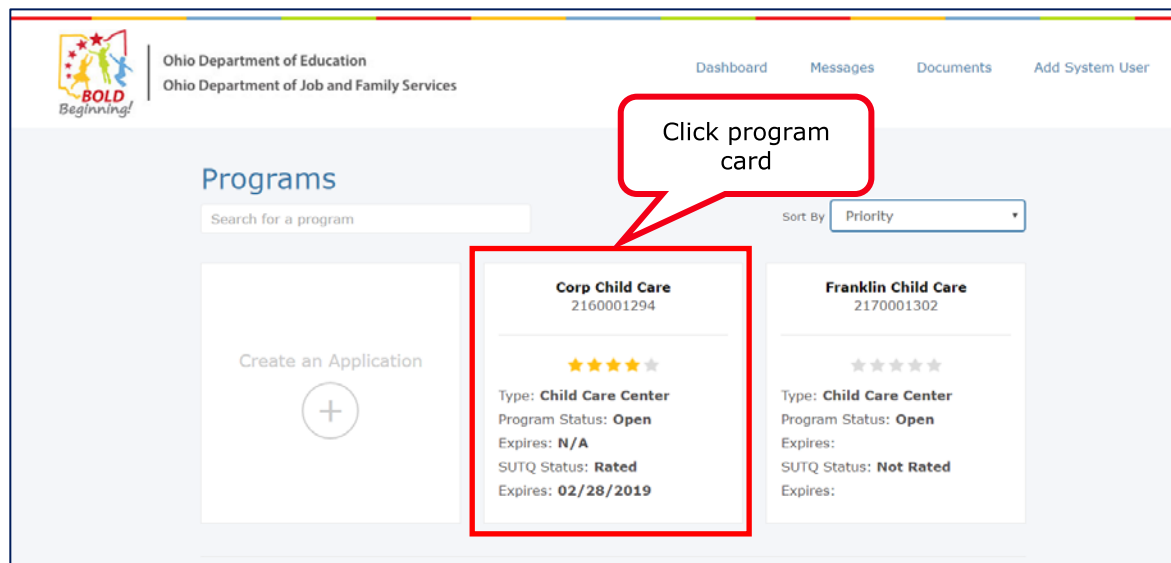 BOLD
Beginning!
Ohio Department of Education
Ohio Department of Job and Family Services
Dashboard
Messages
Documents
Add System User
Click program
card
Programs
Search for a program
Sort By
Priority
Create an Application
Corp Child Care
2160001294
Type: Child Care Center
Program Status: Open
Expires: N/A
SUTQ Status: Rated
Expires: 02/28/2019
Franklin Child Care
2170001302
Type: Child Care Center
Program Status: Open
Expires:
SUTQ Status: Not Rated
Expires: